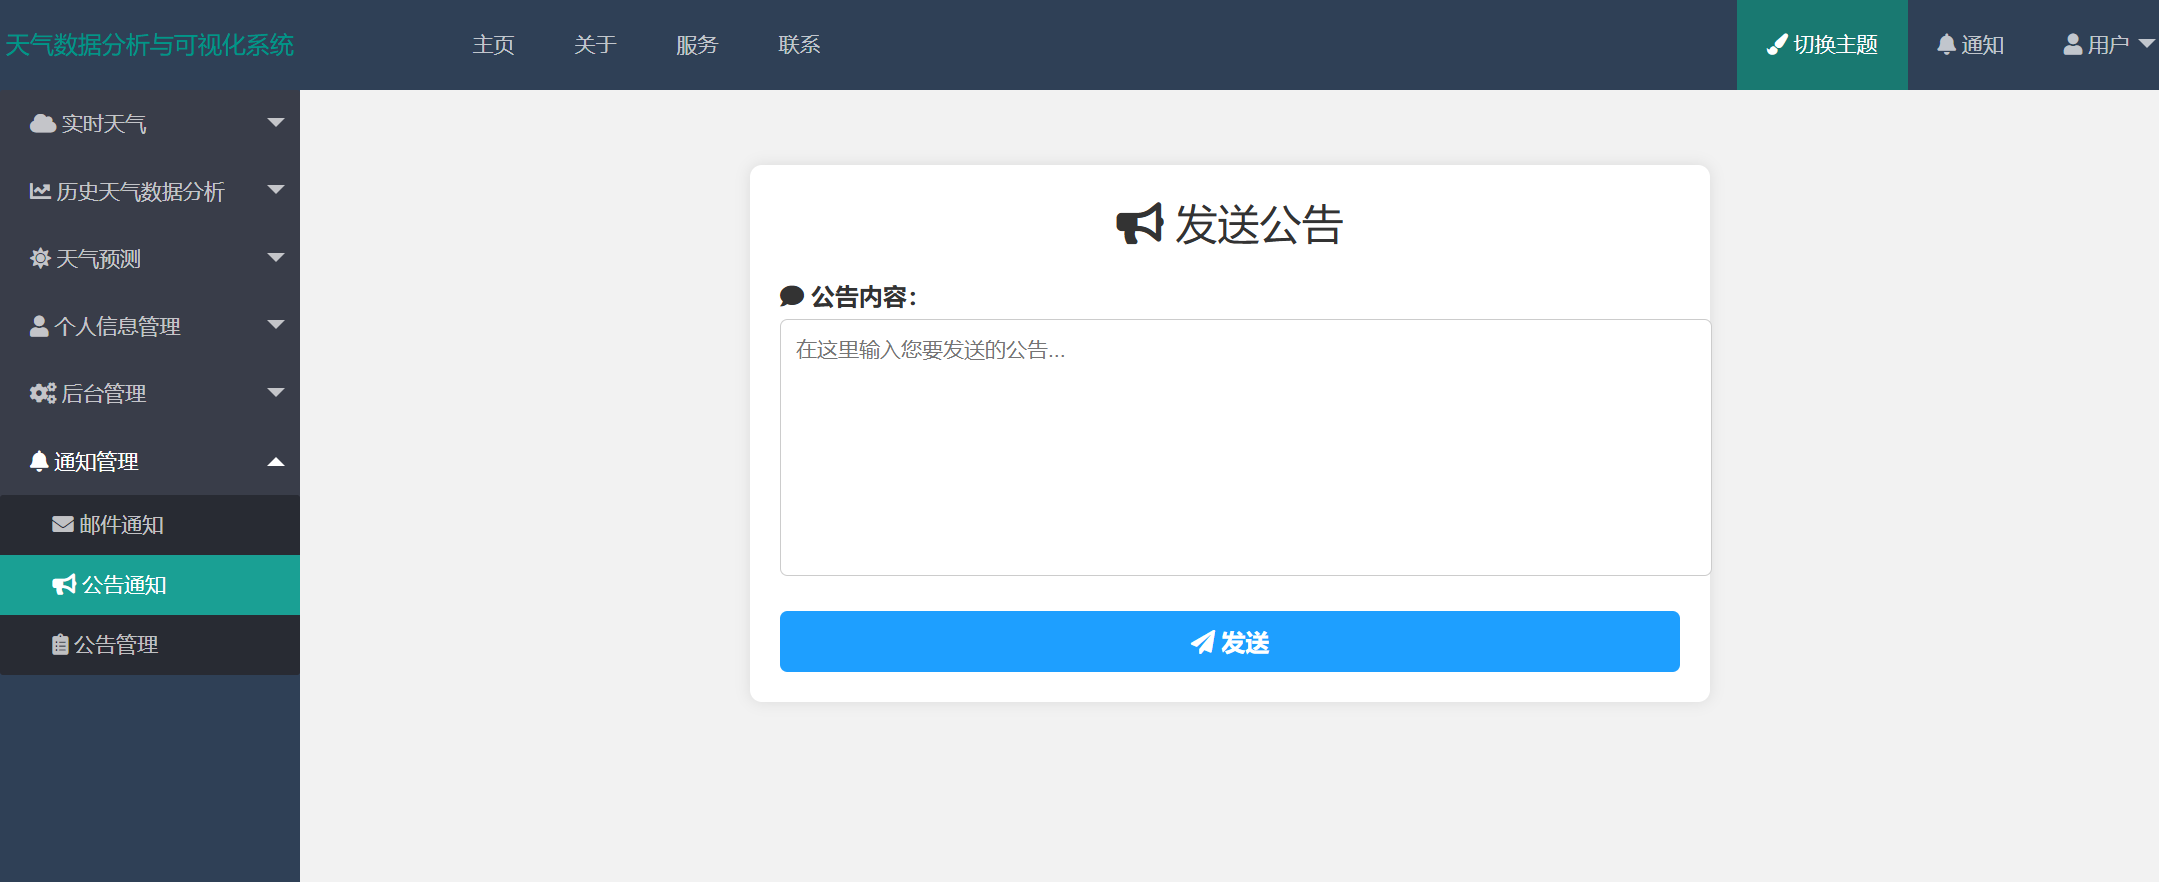 天气数据分析与可视化系统
主页
关于
服务
联系
切换主题
通知
用户
实时天气
历史天气数据分析
天气预测
个人信息管理
后台管理
通知管理
邮件通知
公告通知
公告管理
发送公告
公告内容：
在这里输入您要发送的公告...
发送